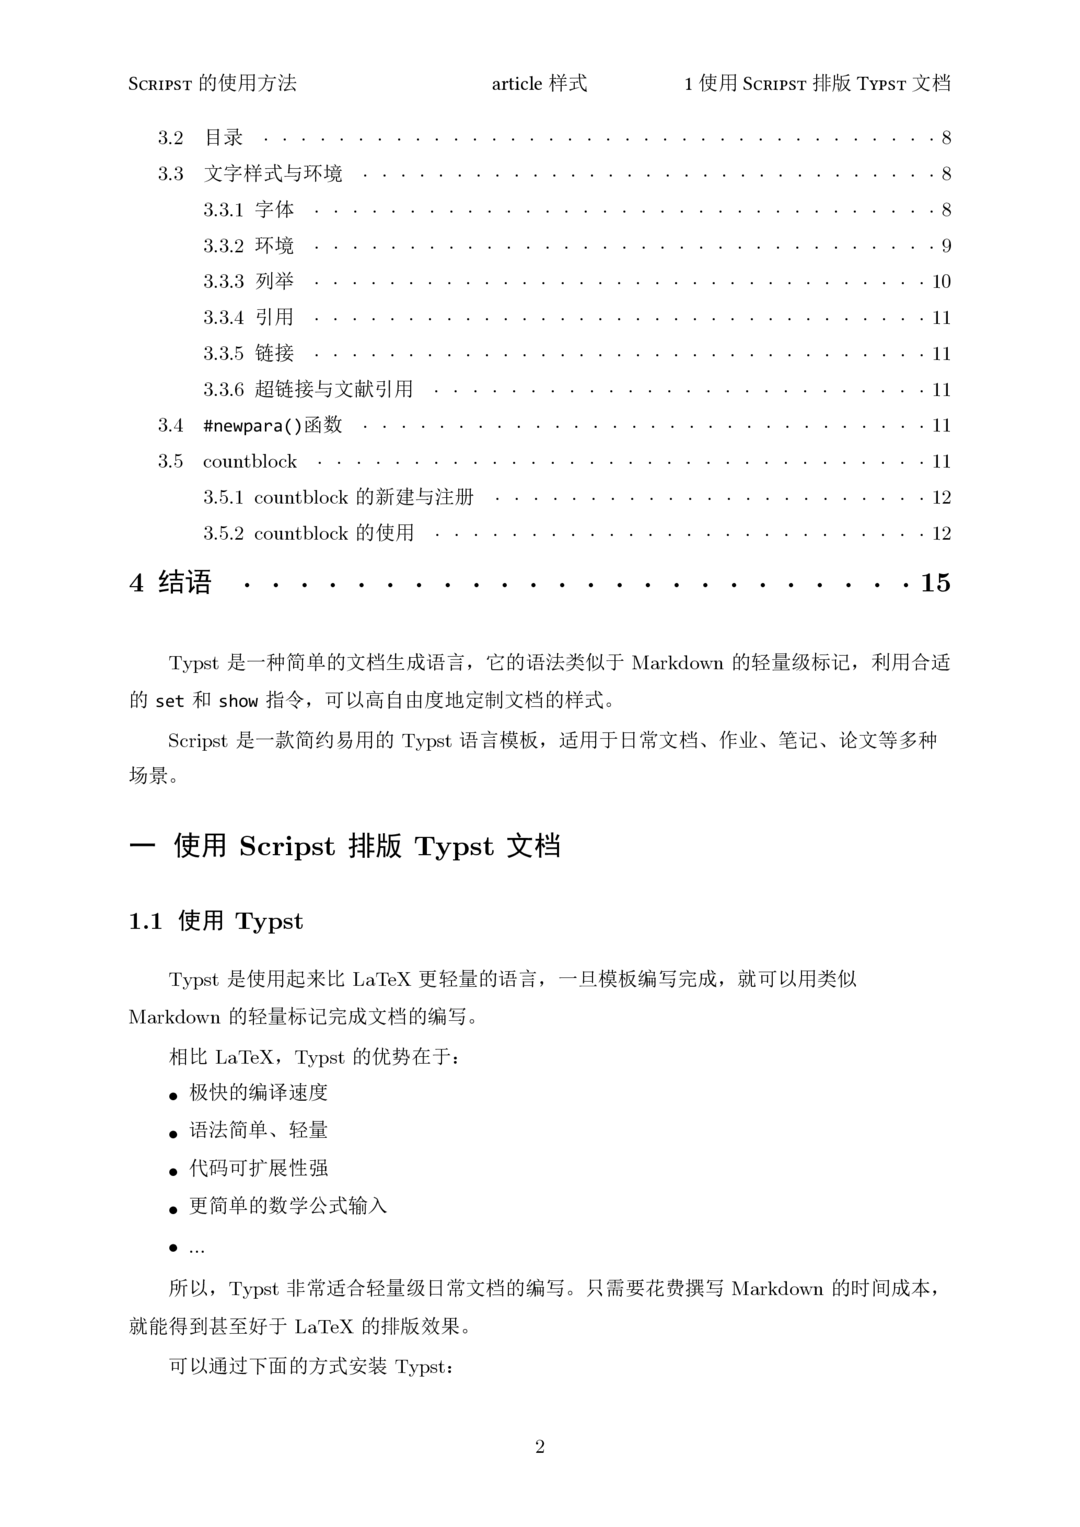 Scripst 的使用方法 article 样式 1 使用 Scripst 排版 Typst 文档
3.2 目录 . . . . . . . . . . . . . . . . . . . . . . . . . . . . . . . . . . . . 8
3.3 文字样式与环境 . . . . . . . . . . . . . . . . . . . . . . . . . . . . . . . 8
3.3.1 字体 . . . . . . . . . . . . . . . . . . . . . . . . . . . . . . . . . 8
3.3.2 环境 . . . . . . . . . . . . . . . . . . . . . . . . . . . . . . . . . 9
3.3.3 列举 . . . . . . . . . . . . . . . . . . . . . . . . . . . . . . . . . 10
3.3.4 引用 . . . . . . . . . . . . . . . . . . . . . . . . . . . . . . . . . 11
3.3.5 链接 . . . . . . . . . . . . . . . . . . . . . . . . . . . . . . . . . 11
3.3.6 超链接与文献引用 . . . . . . . . . . . . . . . . . . . . . . . . . . . 11
3.4 #newpara()函数 . . . . . . . . . . . . . . . . . . . . . . . . . . . . . . 11
3.5 countblock . . . . . . . . . . . . . . . . . . . . . . . . . . . . . . . . . 11
3.5.1 countblock 的新建与注册 . . . . . . . . . . . . . . . . . . . . . . . 12
3.5.2 countblock 的使用 . . . . . . . . . . . . . . . . . . . . . . . . . . . 12
4 结语 . . . . . . . . . . . . . . . . . . . . . . . . 15
Typst 是一种简单的文档生成语言，它的语法类似于 Markdown 的轻量级标记，利用合适
的 set 和 show 指令，可以高自由度地定制文档的样式。
Scripst 是一款简约易用的 Typst 语言模板，适用于日常文档、作业、笔记、论文等多种
场景。
一 使用 Scripst 排版 Typst 文档
1.1 使用 Typst
Typst 是使用起来比 LaTeX 更轻量的语言，一旦模板编写完成，就可以用类似
Markdown 的轻量标记完成文档的编写。
相比 LaTeX，Typst 的优势在于：
• 极快的编译速度
• 语法简单、轻量
• 代码可扩展性强
• 更简单的数学公式输入
• ...
所以，Typst 非常适合轻量级日常文档的编写。只需要花费撰写 Markdown 的时间成本，
就能得到甚至好于 LaTeX 的排版效果。
可以通过下面的方式安装 Typst：
2